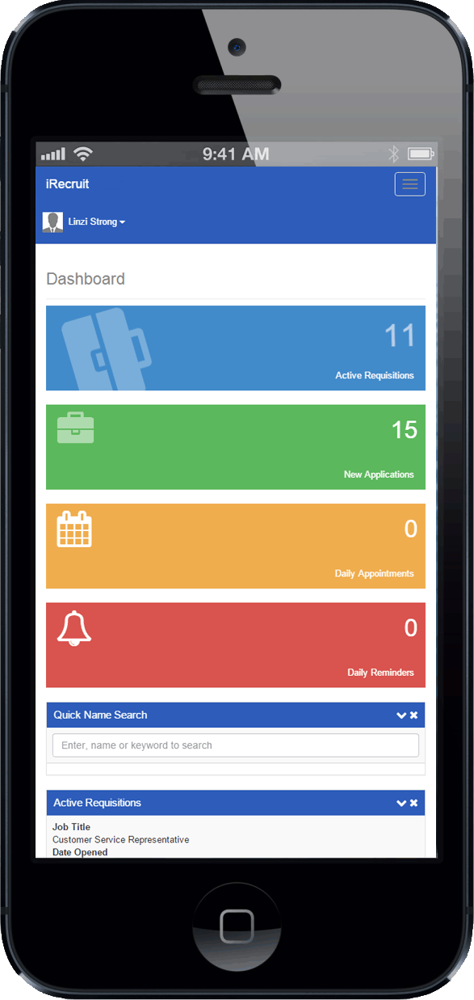 9:41 AM
iRecruit
Linzi Strong
Dashboard
11
Active Requisitions
15
New Applications
0
Daily Appointments
0
Daily Reminders
Quick Name Search
Enter, name or keyword to search
Active Requisitions
Job Title
Customer Service Representative
Date Opened